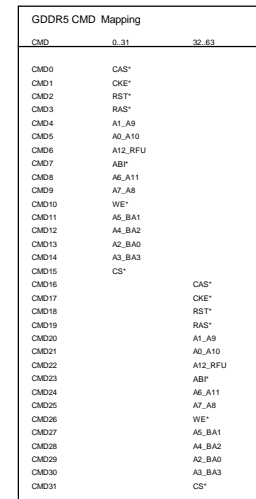 GDDR5 CMD Mapping
CMD 0..31 32..63
CMD0 CAS*
CMD1 CKE*
CMD2 RST*
CMD3 RAS*
CMD4 A1_A9
CMD5 A0_A10
CMD6 A12_RFU
CMD7 ABI*
CMD8 A6_A11
CMD9 A7_A8
CMD10 WE*
CMD11 A5_BA1
CMD12 A4_BA2
CMD13 A2_BA0
CMD14 A3_BA3
CMD15 CS*
CMD16 CAS*
CMD17 CKE*
CMD18 RST*
CMD19 RAS*
CMD20 A1_A9
CMD21 A0_A10
CMD22 A12_RFU
CMD23 ABI*
CMD24 A6_A11
CMD25 A7_A8
CMD26 WE*
CMD27 A5_BA1
CMD28 A4_BA2
CMD29 A2_BA0
CMD30 A3_BA3
CMD31 CS*